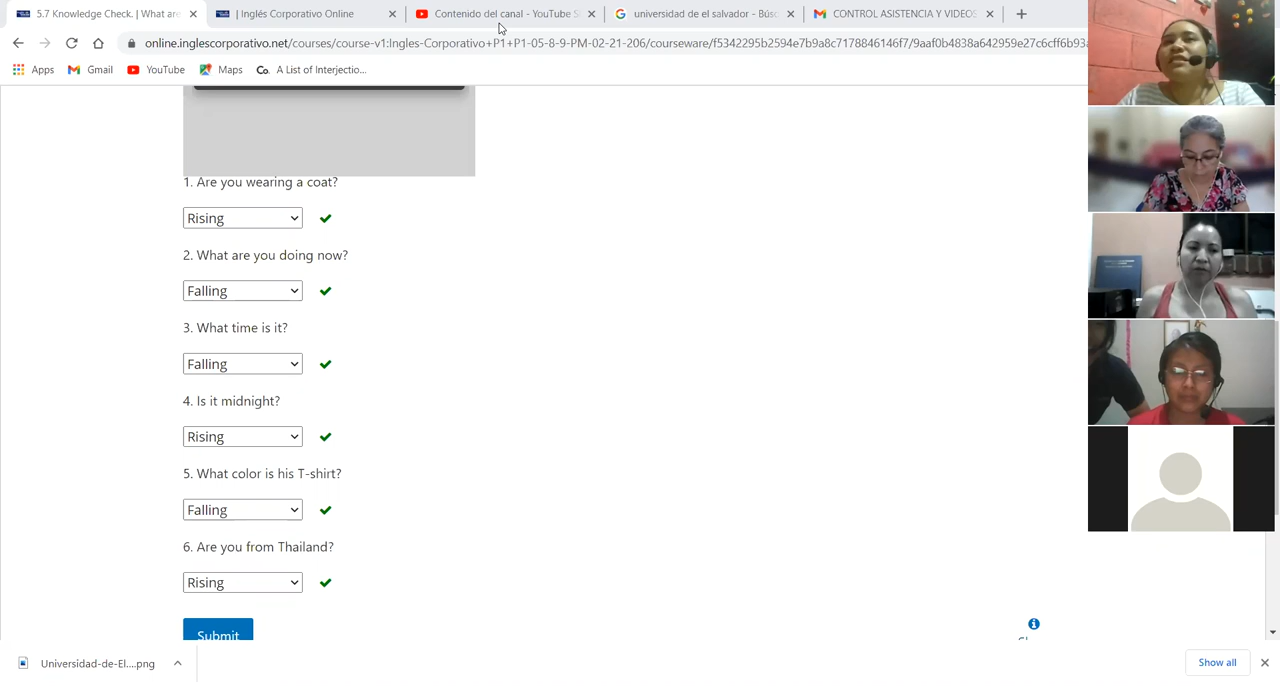 5.7 Knowledge Check. | What are
| Inglés Corporativo Online
Contenido del canal - YouTube S
universidad de el salvador - Búsc
CONTROL ASISTENCIA Y VIDEOS
online.inglescorporativo.net/courses/course-v1:Ingles-Corporativo+P1+P1-05-8-9-PM-02-21-206/courseware/f5342295b2594e7b9a8c7178846146f7/9aaf0b4838a642959e27c6cff6b93a
Apps
Gmail
YouTube
Maps
Co. A List of Interjectio...
1. Are you wearing a coat?
Rising
2. What are you doing now?
Falling
3. What time is it?
Falling
4. Is it midnight?
Rising
5. What color is his T-shirt?
Falling
6. Are you from Thailand?
Rising
Submit
Universidad-de-El....png
Show all